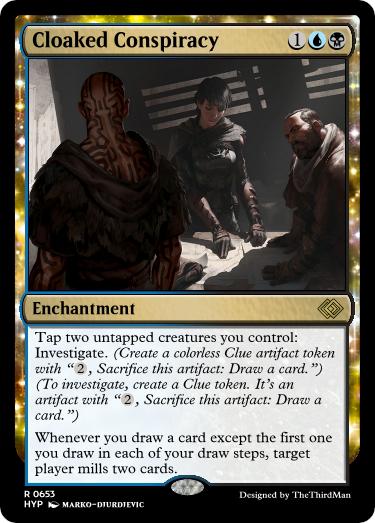 Cloaked Conspiracy 1
Enchantment
Tap two untapped creatures you control:
Investigate. (Create a colorless Clue artifact token
with “2, Sacrifice this artifact: Draw a card.”)
(To investigate, create a Clue token. It's an
artifact with “2, Sacrifice this artifact: Draw a
card.”)
Whenever you draw a card except the first one
you draw in each of your draw steps, target
player mills two cards.
R 0653
HYP MARKO-DJURDJEVIC
Designed by TheThirdMan